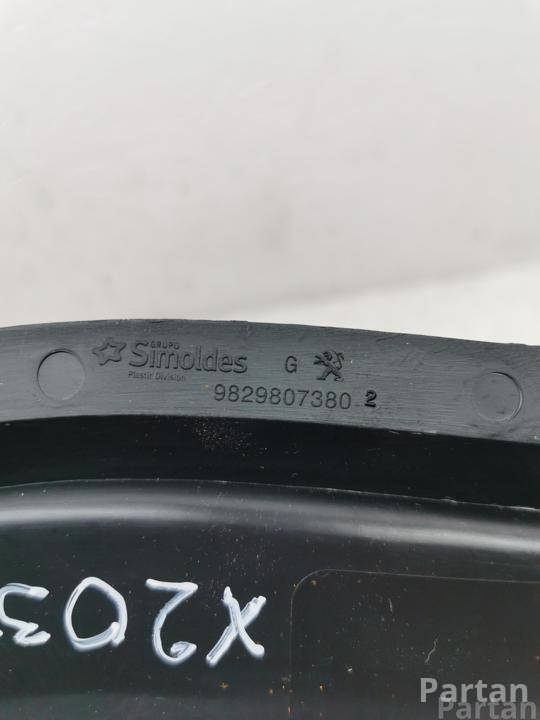 GRUPO
Simoldes G
Plastic Division
9829807380 2
X203
Partan
Partan